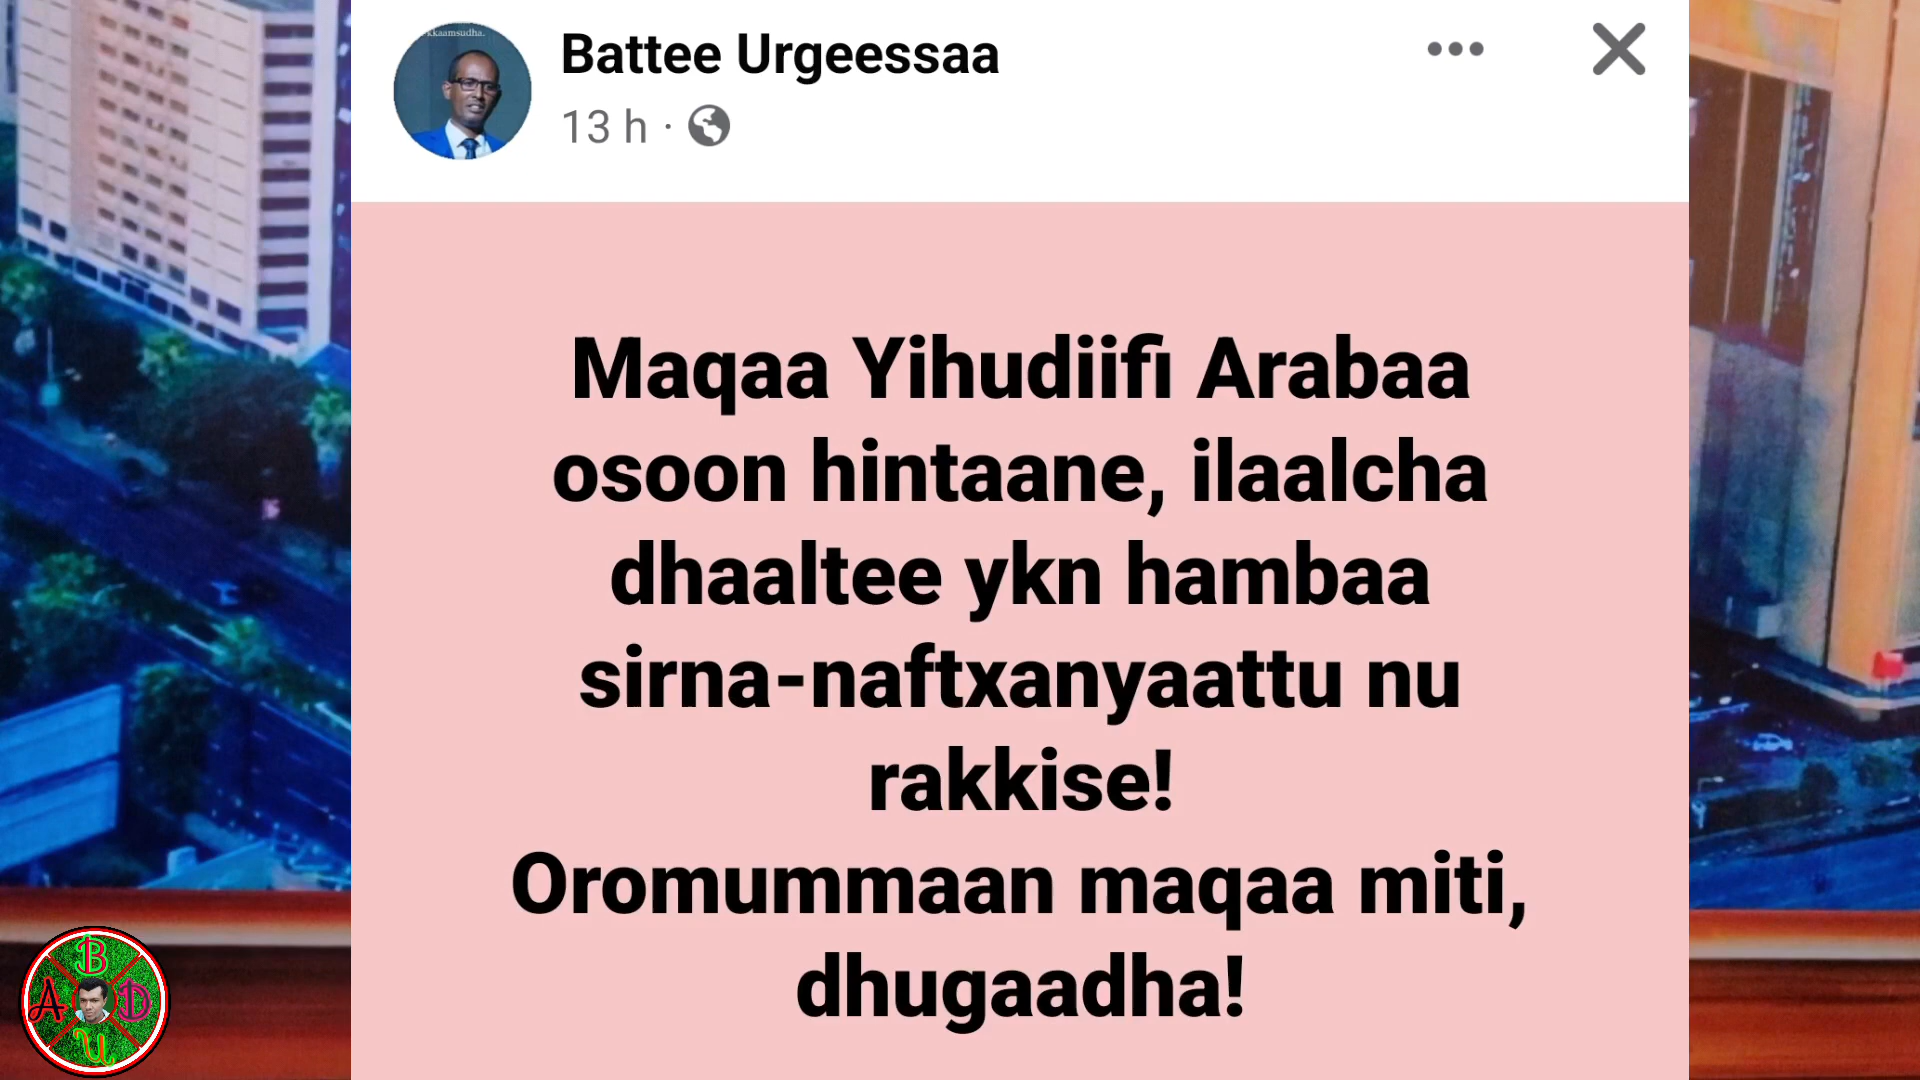 kkaamsudha.
Battee Urgeessaa
13 h ·
Maqaa Yihudiifi Arabaa
osoon hintaane, ilaalcha
dhaaltee ykn hambaa
sirna-naftxanyaattu nu
rakkise!
Oromummaan maqaa miti,
dhugaadha!
B
A D
U